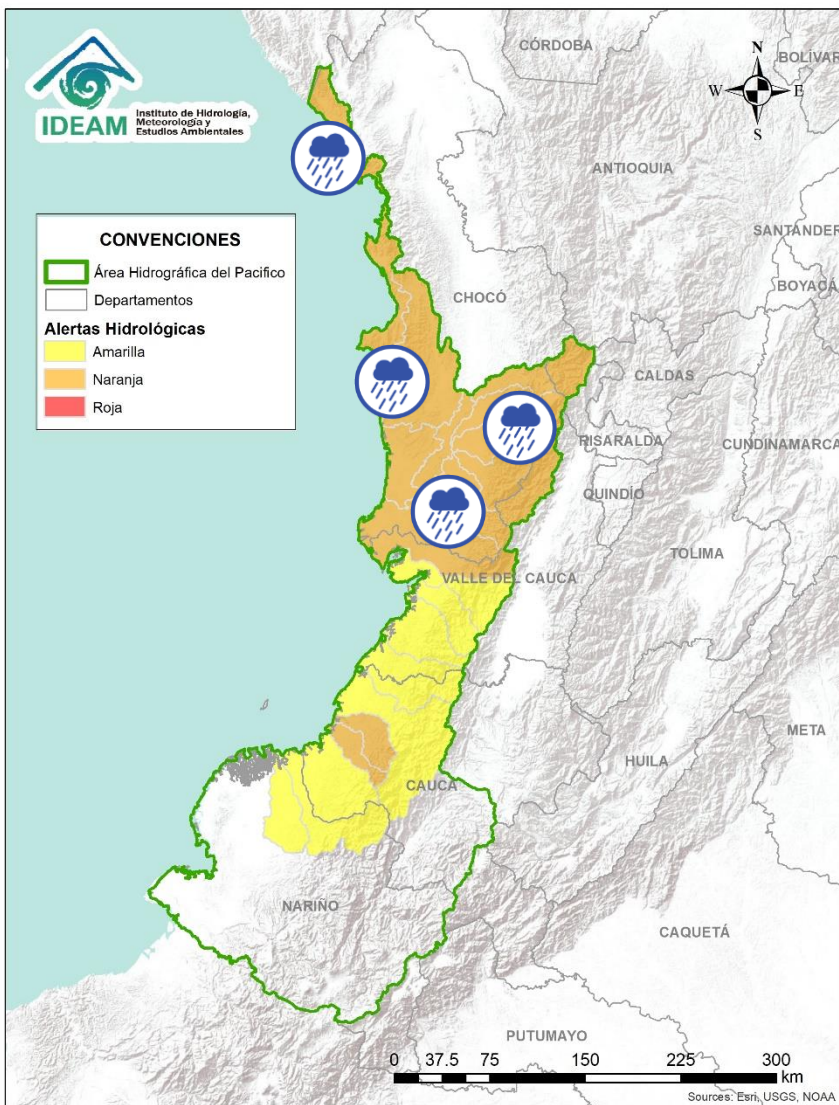 CÓRDOBA
BOLÍVAR
N
W
E
S
IDEAM
Instituto de Hidrología,
Meteorología y
Estudios Ambientales
ANTIOQUIA
SANTANDER
BOYACÁ
CONVENCIONES
Área Hidrográfica del Pacifico
Departamentos
Alertas Hidrológicas
Amarilla
Naranja
Roja
CHOCÓ
CALDAS
RISARALDA
CUNDINAMARCA
QUINDÍO
TOLIMA
VALLE DEL CAUCA
META
HUILA
CAUCA
NARIÑO
CAQUETÁ
PUTUMAYO
0 37.5 75 150 225 300
km
Sources: Esri, USGS, NOAA